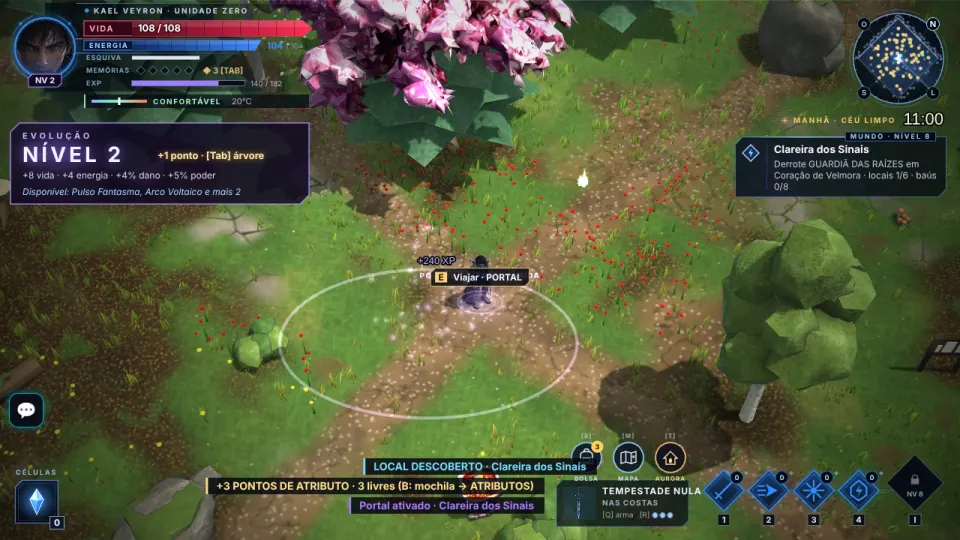 KAEL VEYRON · UNIDADE ZERO
VIDA 108 / 108
ENERGIA 104
ESQUIVA
MEMÓRIAS 3 [TAB]
EXP 140 / 182
NV 2
CONFORTÁVEL 20°C
EVOLUÇÃO
NÍVEL 2 +1 ponto · [Tab] árvore
+8 vida · +4 energia · +4% dano · +5% poder
Disponível: Pulso Fantasma, Arco Voltaico e mais 2
O N
S L
MANHÃ · CÉU LIMPO 11:00
MUNDO · NÍVEL 8
Clareira dos Sinais
Derrote GUARDIÃ DAS RAÍZES em
Coração de Velmora · locais 1/6 · baús
0/8
+240 XP
E Viajar · PORTAL
[B] [M] [T]
3
BOLSA MAPA AURORA
LOCAL DESCOBERTO · Clareira dos Sinais
+3 PONTOS DE ATRIBUTO · 3 livres (B: mochila → ATRIBUTOS)
Portal ativado · Clareira dos Sinais
CÉLULAS
0
TEMPESTADE NULA
NAS COSTAS
[Q] arma [R]
0 0 0 0
NV 8
1 2 3 4 I